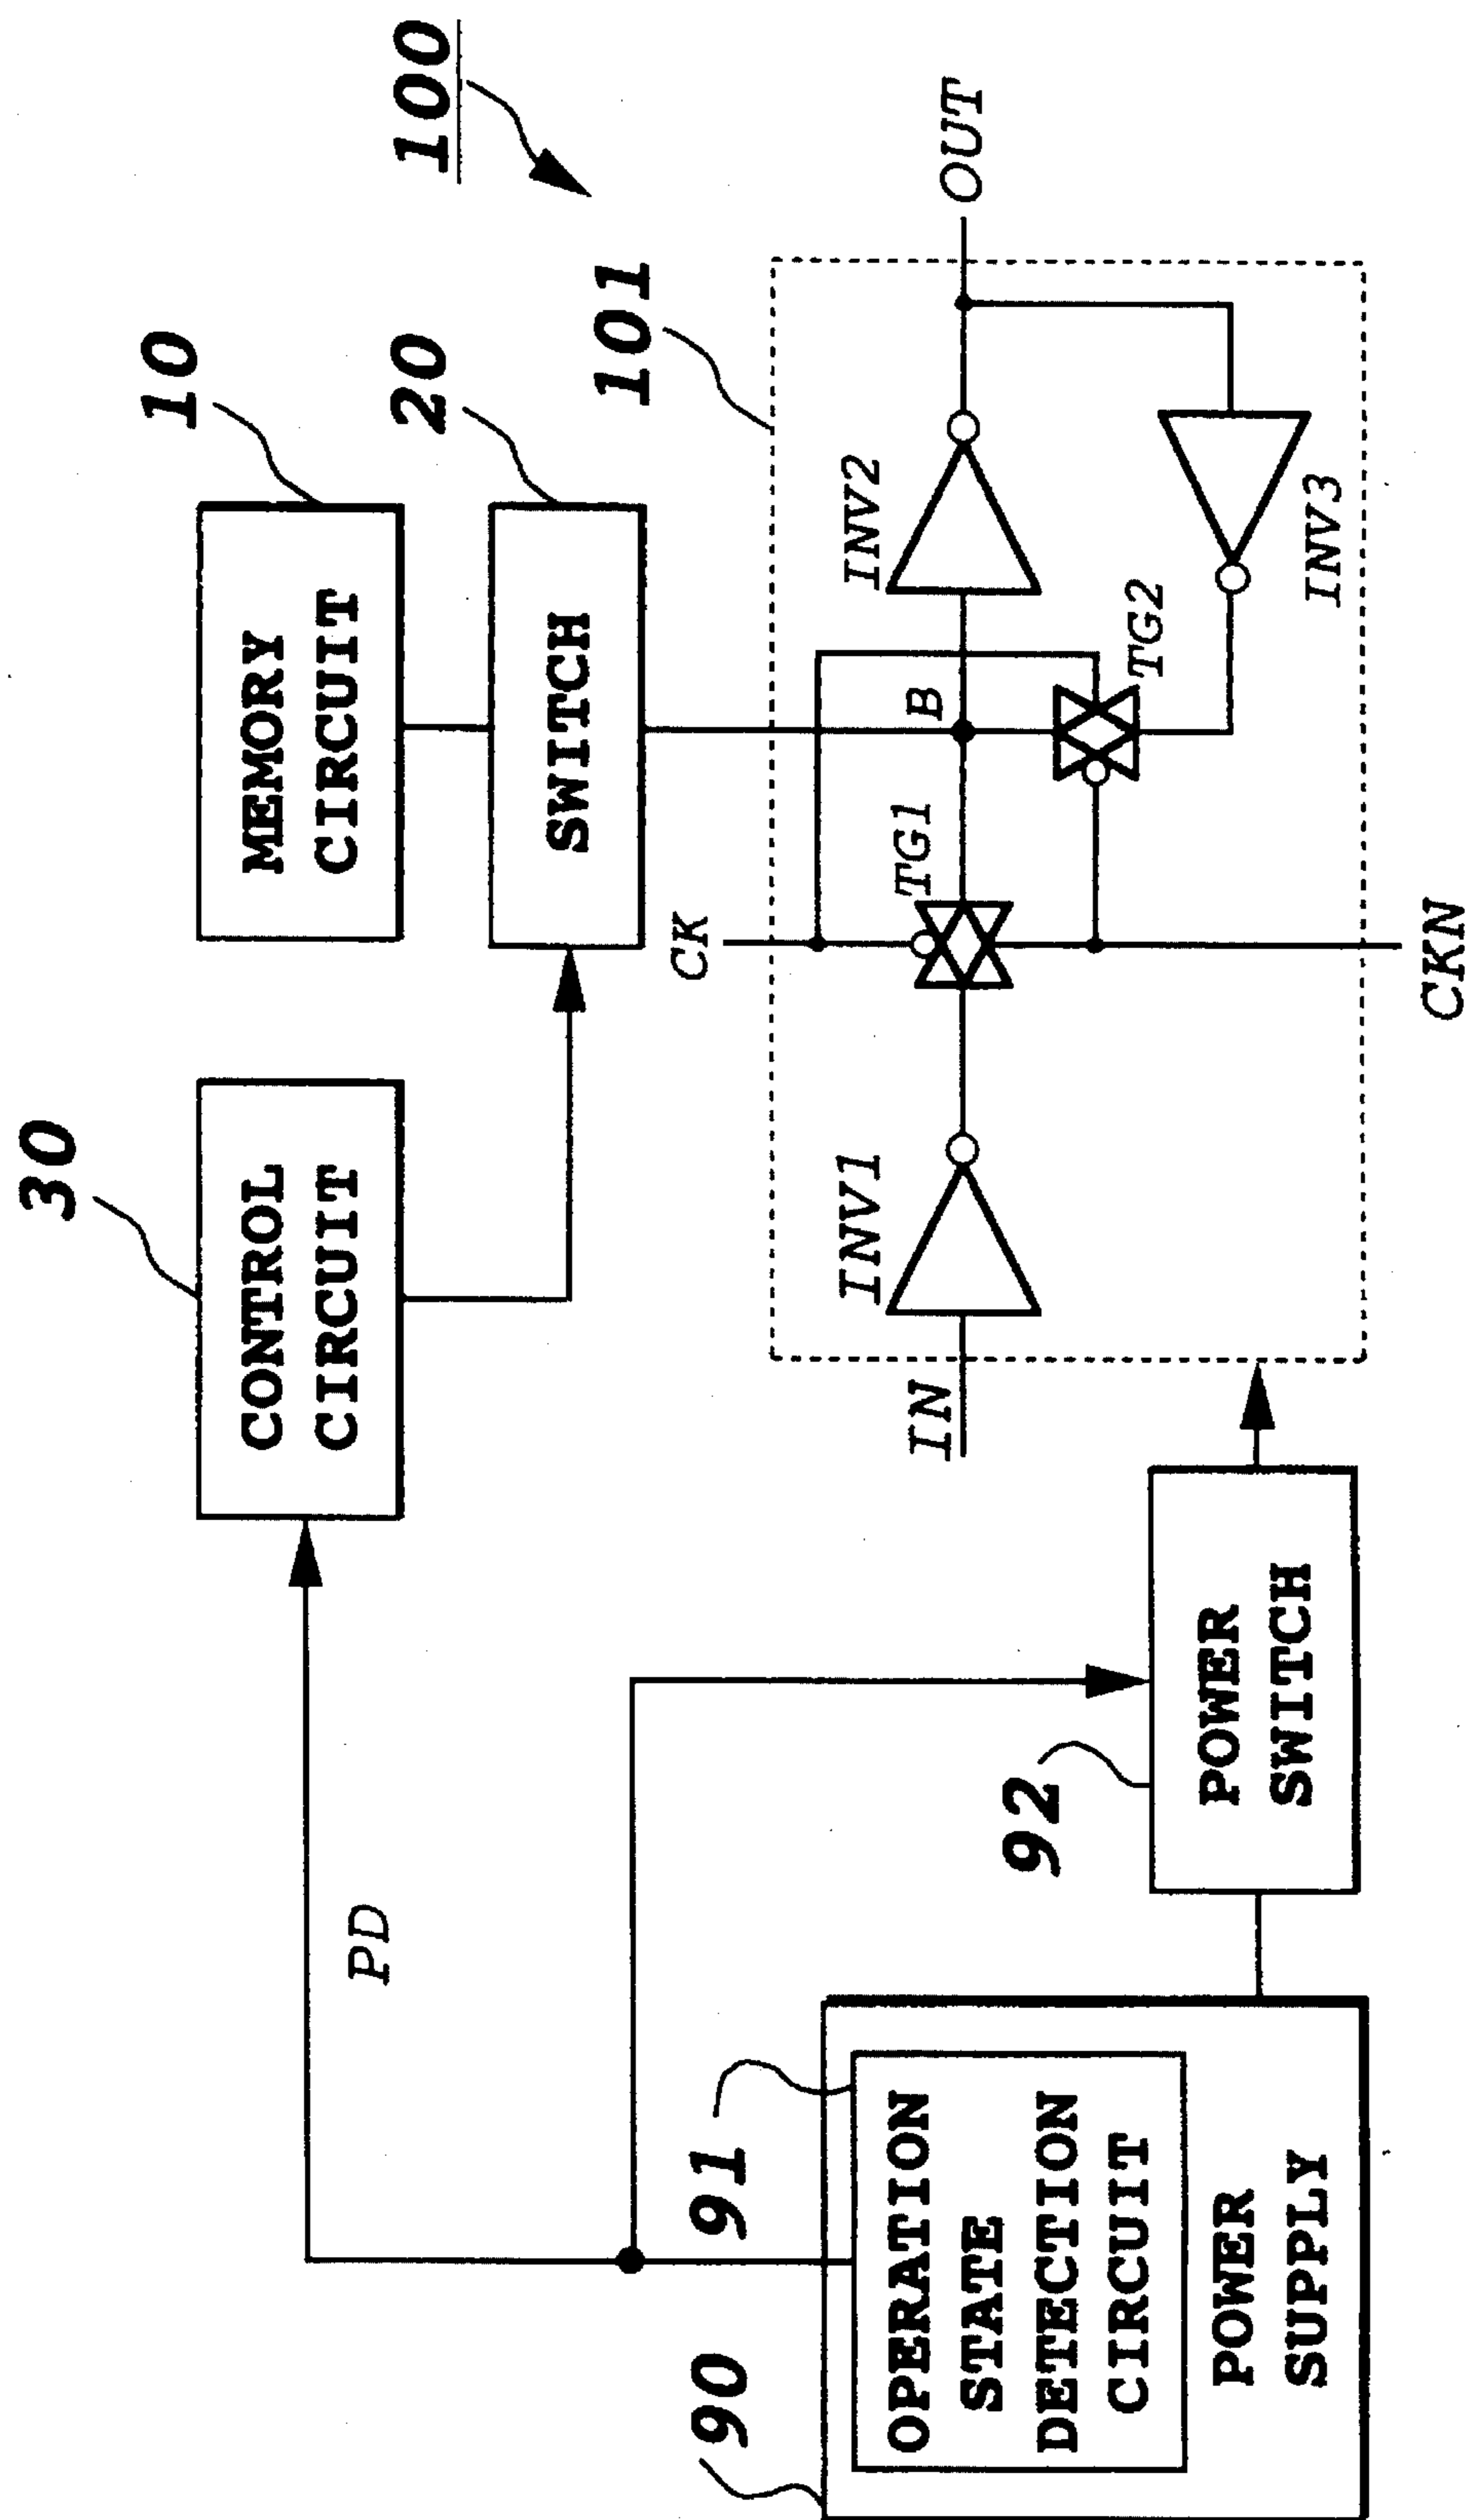 100
10
MEMORY
CIRCUIT
20
SWITCH
30
CONTROL
CIRCUIT
PD
101
CK
TG1
B
INV2
OUT
IN
INV1
TG2
INV3
CKN
92
POWER
SWITCH
90
91
OPERATION
STATE
DETECTION
CIRCUIT
POWER
SUPPLY